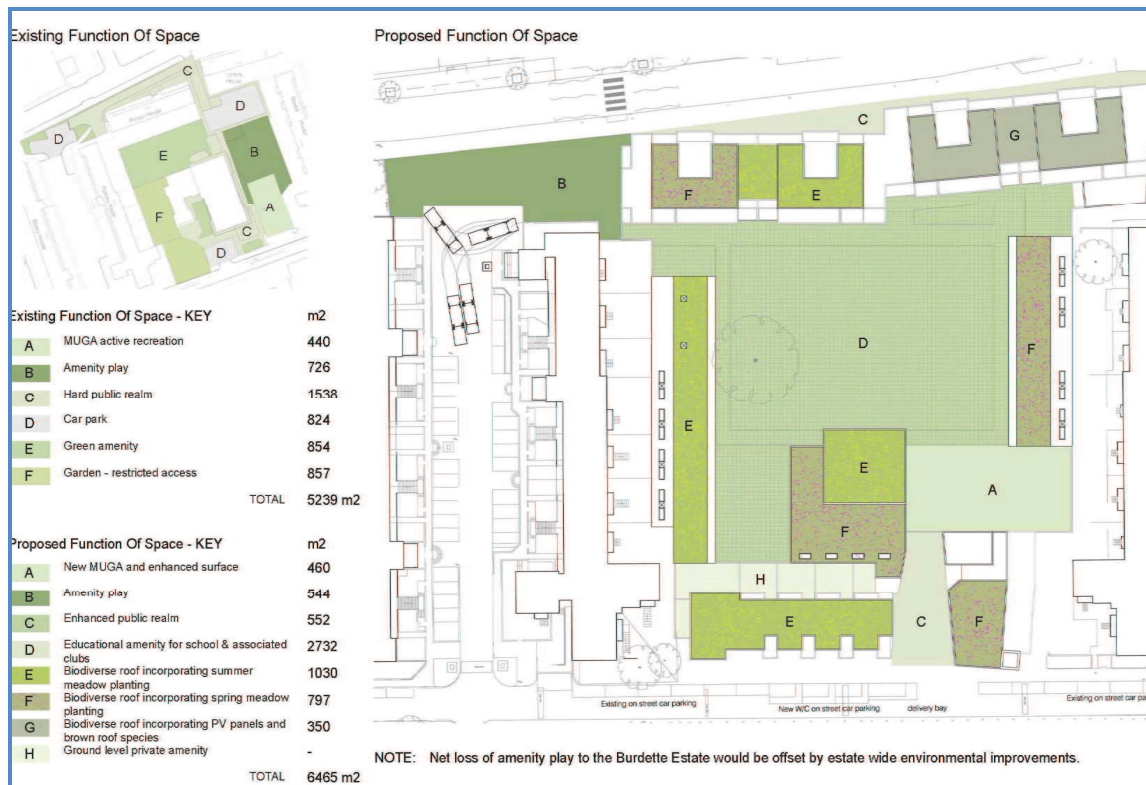 Existing Function Of Space
Proposed Function Of Space
C
D
D
E
B
F
A
C
D
Existing Function Of Space - KEY m2
A MUGA active recreation 440
B Amenity play 726
C Hard public realm 1538
D Car park 824
E Green amenity 854
F Garden - restricted access 857
TOTAL 5239 m2
Proposed Function Of Space - KEY m2
A New MUGA and enhanced surface 460
B Amenity play 544
C Enhanced public realm 552
D Educational amenity for school & associated 2732
clubs
E Biodiverse roof incorporating summer 1030
meadow planting
F Biodiverse roof incorporating spring meadow 797
planting
G Biodiverse roof incorporating PV panels and 350
brown roof species
H Ground level private amenity -
TOTAL 6465 m2
C
G
B
F
E
D
F
E
E
A
F
H
E
C
F
Existing on street car parking
New W/C on street car parking
delivery bay
Existing on street car pa
NOTE: Net loss of amenity play to the Burdette Estate would be offset by estate wide environmental improvements.